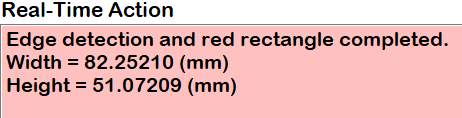 Real-Time Action
Edge detection and red rectangle completed.
Width = 82.25210 (mm)
Height = 51.07209 (mm)